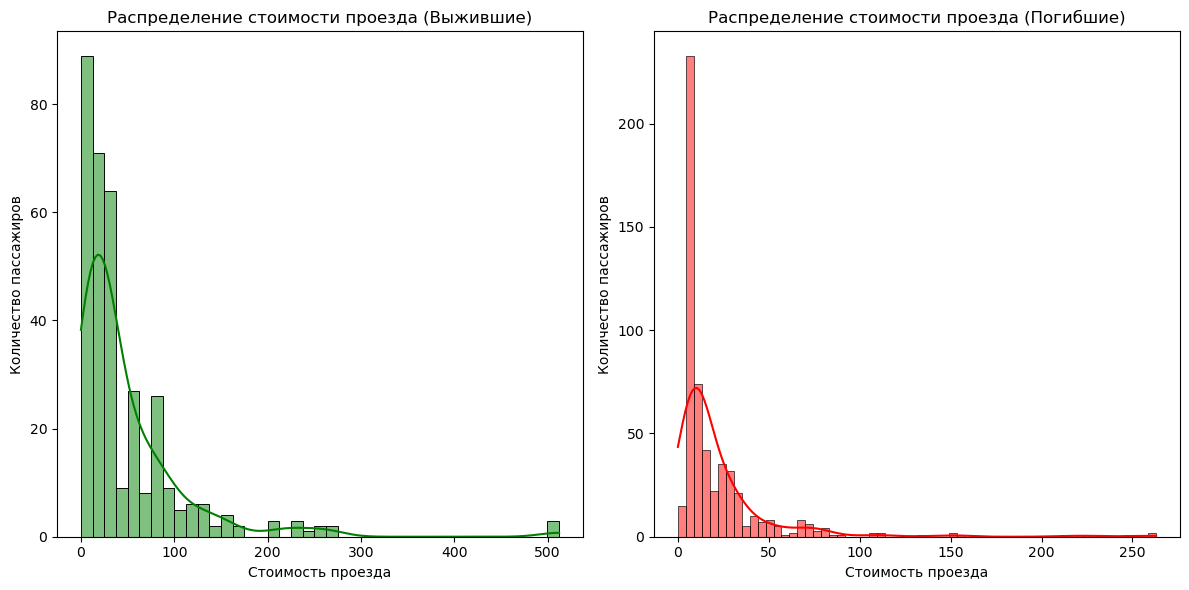 Распределение стоимости проезда (Выжившие)
Количество пассажиров
80
60
40
20
0
0 100 200 300 400 500
Стоимость проезда
Распределение стоимости проезда (Погибшие)
Количество пассажиров
200
150
100
50
0
0 50 100 150 200 250
Стоимость проезда